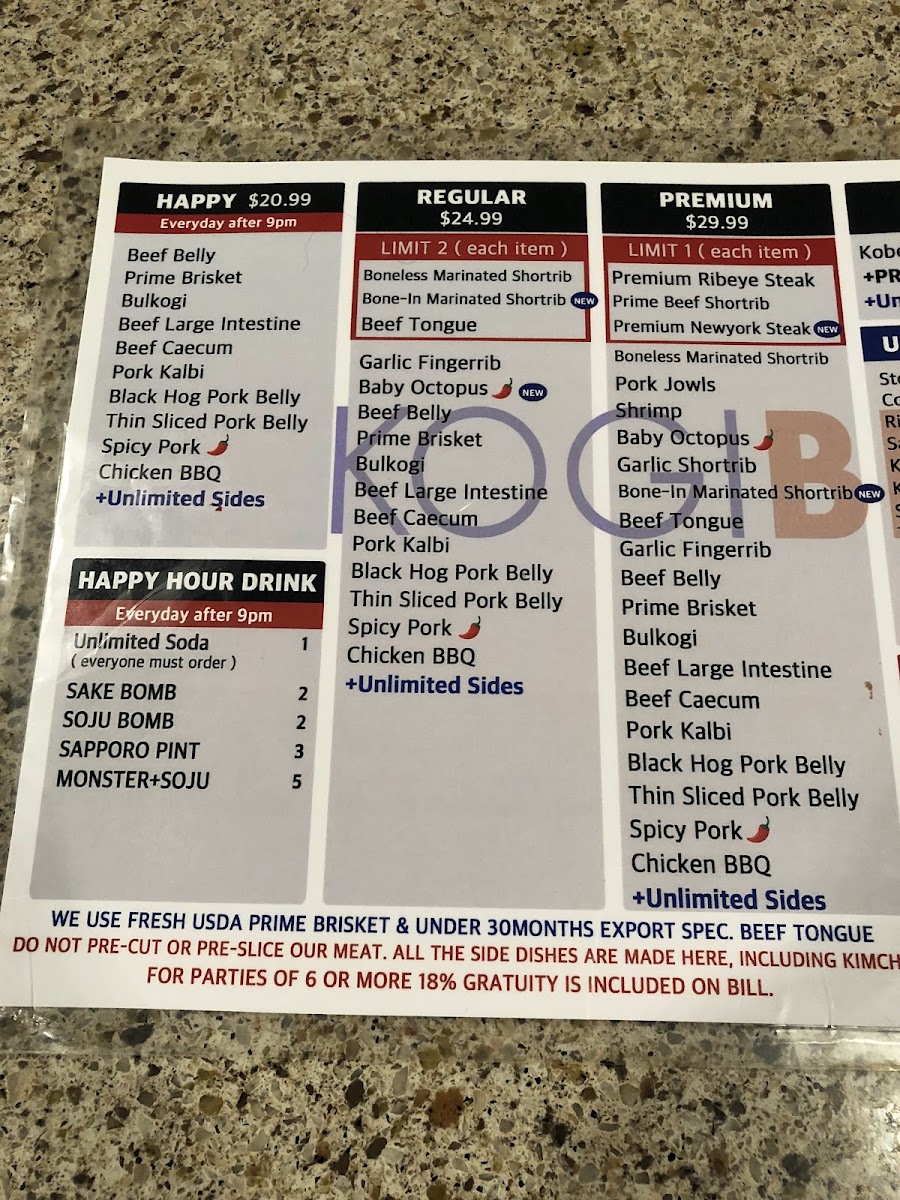 HAPPY $20.99
Everyday after 9pm
Beef Belly
Prime Brisket
Bulkogi
Beef Large Intestine
Beef Caecum
Pork Kalbi
Black Hog Pork Belly
Thin Sliced Pork Belly
Spicy Pork
Chicken BBQ
+Unlimited Sides
HAPPY HOUR DRINK
Everyday after 9pm
Unlimited Soda 1
( everyone must order )
SAKE BOMB 2
SOJU BOMB 2
SAPPORO PINT 3
MONSTER+SOJU 5
REGULAR
$24.99
LIMIT 2 ( each item )
Boneless Marinated Shortrib
Bone-In Marinated Shortrib NEW
Beef Tongue
Garlic Fingerrib
Baby Octopus NEW
Beef Belly
Prime Brisket
Bulkogi
Beef Large Intestine
Beef Caecum
Pork Kalbi
Black Hog Pork Belly
Thin Sliced Pork Belly
Spicy Pork
Chicken BBQ
+Unlimited Sides
PREMIUM
$29.99
LIMIT 1 ( each item )
Premium Ribeye Steak
Prime Beef Shortrib
Premium Newyork Steak NEW
Boneless Marinated Shortrib
Pork Jowls
Shrimp
Baby Octopus
Garlic Shortrib
Bone-In Marinated Shortrib NEW
Beef Tongue
Garlic Fingerrib
Beef Belly
Prime Brisket
Bulkogi
Beef Large Intestine
Beef Caecum
Pork Kalbi
Black Hog Pork Belly
Thin Sliced Pork Belly
Spicy Pork
Chicken BBQ
+Unlimited Sides
Kobe
+PR
+Un
KOGI B
WE USE FRESH USDA PRIME BRISKET & UNDER 30MONTHS EXPORT SPEC. BEEF TONGUE
DO NOT PRE-CUT OR PRE-SLICE OUR MEAT. ALL THE SIDE DISHES ARE MADE HERE, INCLUDING KIMCH
FOR PARTIES OF 6 OR MORE 18% GRATUITY IS INCLUDED ON BILL.